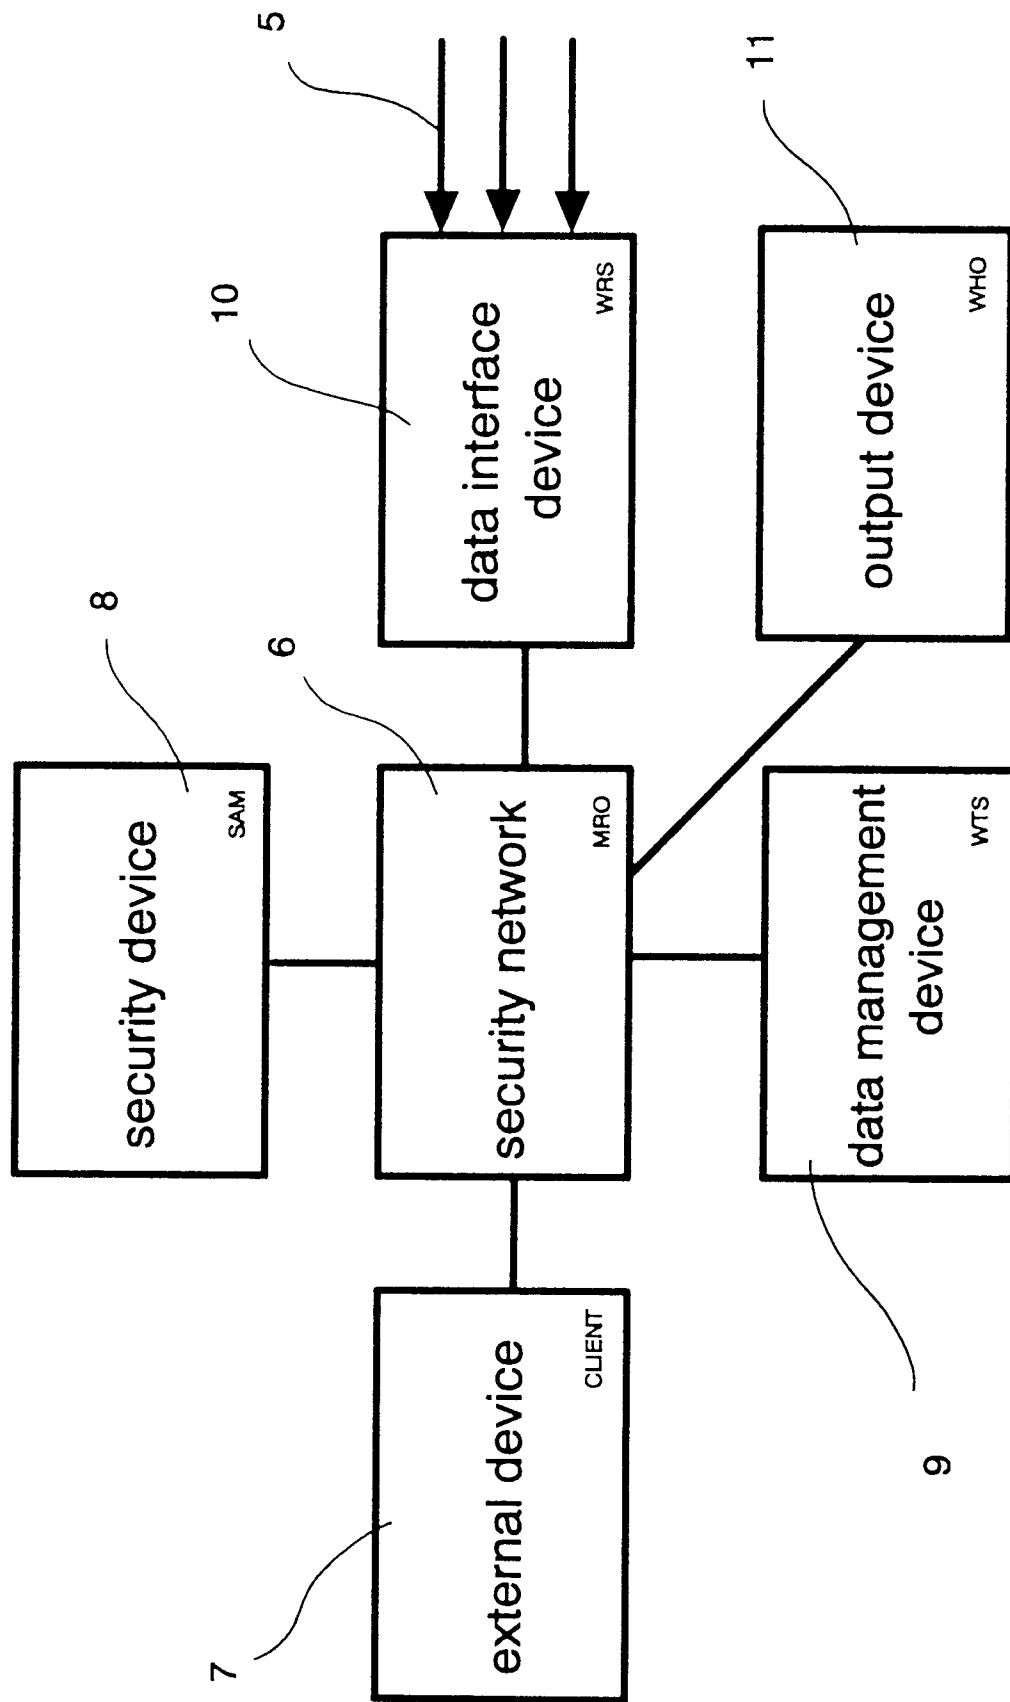 5
10
data interface
device
WRS
11
output device
WHO
8
security device
SAM
6
security network
MRO
data management
device
WTS
9
7
external device
CLIENT